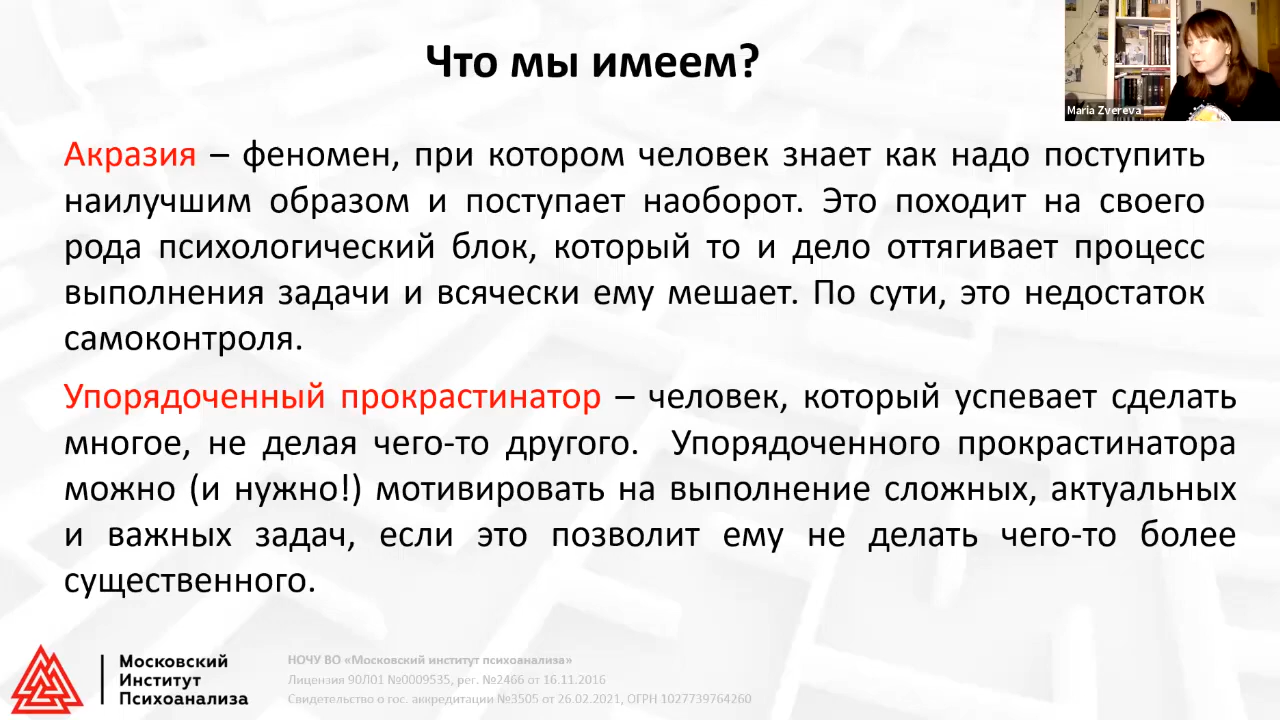 Что мы имеем?
Maria Zvereva
Акразия – феномен, при котором человек знает как надо поступить
наилучшим образом и поступает наоборот. Это походит на своего
рода психологический блок, который то и дело оттягивает процесс
выполнения задачи и всячески ему мешает. По сути, это недостаток
самоконтроля.
Упорядоченный прокрастинатор – человек, который успевает сделать
многое, не делая чего-то другого. Упорядоченного прокрастинатора
можно (и нужно!) мотивировать на выполнение сложных, актуальных
и важных задач, если это позволит ему не делать чего-то более
существенного.
Московский
Институт
Психоанализа
НОЧУ ВО «Московский институт психоанализа»
Лицензия 90Л01 №0009535, рег. №2466 от 16.11.2016
Свидетельство о гос. аккредитации №3505 от 26.02.2021, ОГРН 1027739764260